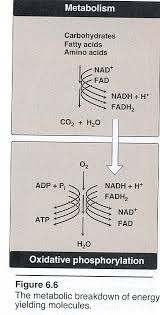 Metabolism
Carbohydrates
Fatty acids
Amino acids
NAD⁺
FAD
NADH + H⁺
FADH₂
CO₂ + H₂O
O₂
ADP + Pᵢ
NADH + H⁺
FADH₂
NAD⁺
ATP
FAD
H₂O
Oxidative phosphorylation
Figure 6.6
The metabolic breakdown of energy
yielding molecules.